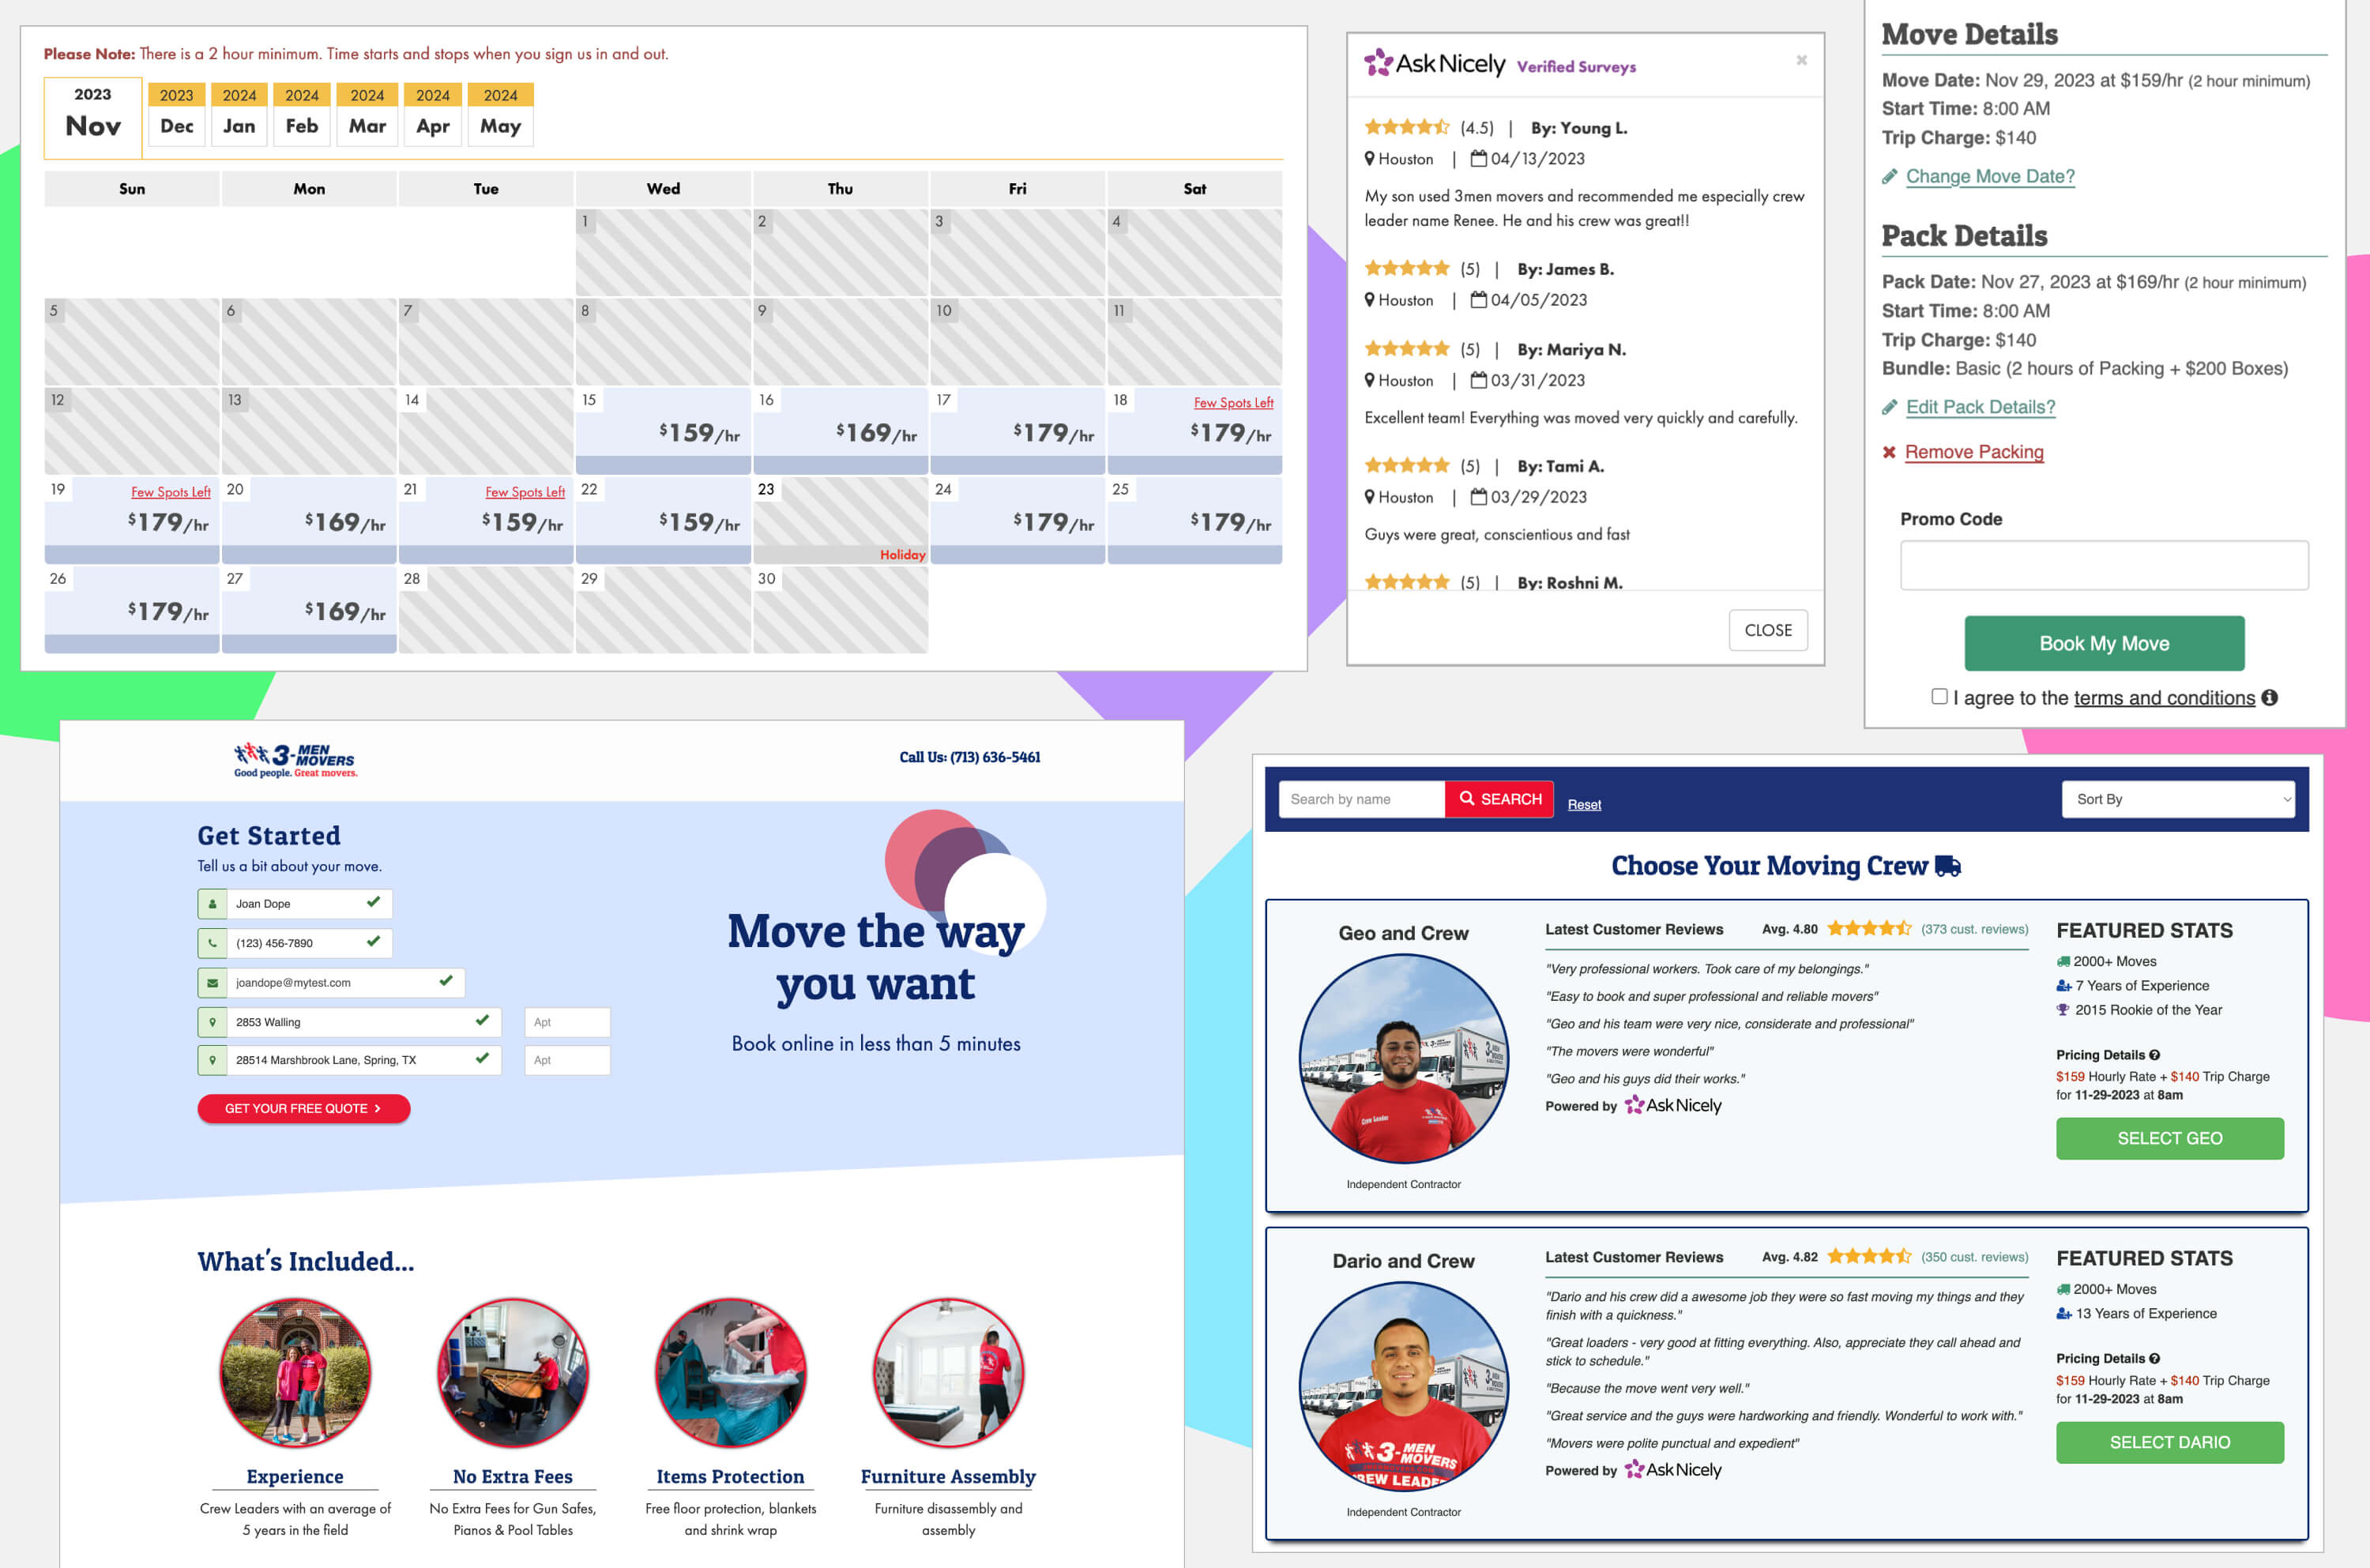 Please Note: There is a 2 hour minimum. Time starts and stops when you sign us in and out.
2023 2023 2024 2024 2024 2024 2024
Nov Dec Jan Feb Mar Apr May
Sun Mon Tue Wed Thu Fri Sat
1 2 3 4
5 6 7 8 9 10 11
12 13 14 15 16 17 18 Few Spots Left
$159/hr $169/hr $179/hr $179/hr
19 Few Spots Left 20 21 Few Spots Left 22 23 24 25
$179/hr $169/hr $159/hr $159/hr $179/hr $179/hr
Holiday
26 27 28 29 30
$179/hr $169/hr
AskNicely Verified Surveys ×
(4.5) | By: Young L.
Houston | 04/13/2023
My son used 3men movers and recommended me especially crew
leader name Renee. He and his crew was great!!
(5) | By: James B.
Houston | 04/05/2023
(5) | By: Mariya N.
Houston | 03/31/2023
Excellent team! Everything was moved very quickly and carefully.
(5) | By: Tami A.
Houston | 03/29/2023
Guys were great, conscientious and fast
(5) | By: Roshni M.
CLOSE
Move Details
Move Date: Nov 29, 2023 at $159/hr (2 hour minimum)
Start Time: 8:00 AM
Trip Charge: $140
Change Move Date?
Pack Details
Pack Date: Nov 27, 2023 at $169/hr (2 hour minimum)
Start Time: 8:00 AM
Trip Charge: $140
Bundle: Basic (2 hours of Packing + $200 Boxes)
Edit Pack Details?
Remove Packing
Promo Code
Book My Move
I agree to the terms and conditions
3-MEN MOVERS
Good people. Great movers.
Call Us: (713) 636-5461
Get Started
Tell us a bit about your move.
Joan Dope
(123) 456-7890
joandope@mytest.com
2853 Walling Apt
28514 Marshbrook Lane, Spring, TX Apt
GET YOUR FREE QUOTE
Move the way
you want
Book online in less than 5 minutes
What's Included...
Experience
Crew Leaders with an average of
5 years in the field
No Extra Fees
No Extra Fees for Gun Safes,
Pianos & Pool Tables
Items Protection
Free floor protection, blankets
and shrink wrap
Furniture Assembly
Furniture disassembly and
assembly
Search by name SEARCH Reset Sort By
Choose Your Moving Crew
Geo and Crew
Crew Leader
Independent Contractor
Latest Customer Reviews Avg. 4.80 (373 cust. reviews)
"Very professional workers. Took care of my belongings."
"Easy to book and super professional and reliable movers"
"Geo and his team were very nice, considerate and professional"
"The movers were wonderful"
"Geo and his guys did their works."
Powered by AskNicely
FEATURED STATS
2000+ Moves
7 Years of Experience
2015 Rookie of the Year
Pricing Details
$159 Hourly Rate + $140 Trip Charge
for 11-29-2023 at 8am
SELECT GEO
Dario and Crew
3-MEN MOVERS
CREW LEADER
Independent Contractor
Latest Customer Reviews Avg. 4.82 (350 cust. reviews)
"Dario and his crew did a awesome job they were so fast moving my things and they
finish with a quickness."
"Great loaders - very good at fitting everything. Also, appreciate they call ahead and
stick to schedule."
"Because the move went very well."
"Great service and the guys were hardworking and friendly. Wonderful to work with."
"Movers were polite punctual and expedient"
Powered by AskNicely
FEATURED STATS
2000+ Moves
13 Years of Experience
Pricing Details
$159 Hourly Rate + $140 Trip Charge
for 11-29-2023 at 8am
SELECT DARIO